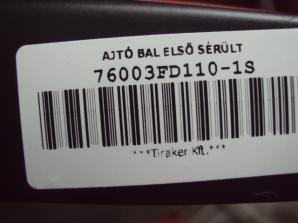 AJTÓ BAL ELSŐ SÉRÜLT
76003FD110-1S
***Tiraker Kft.***